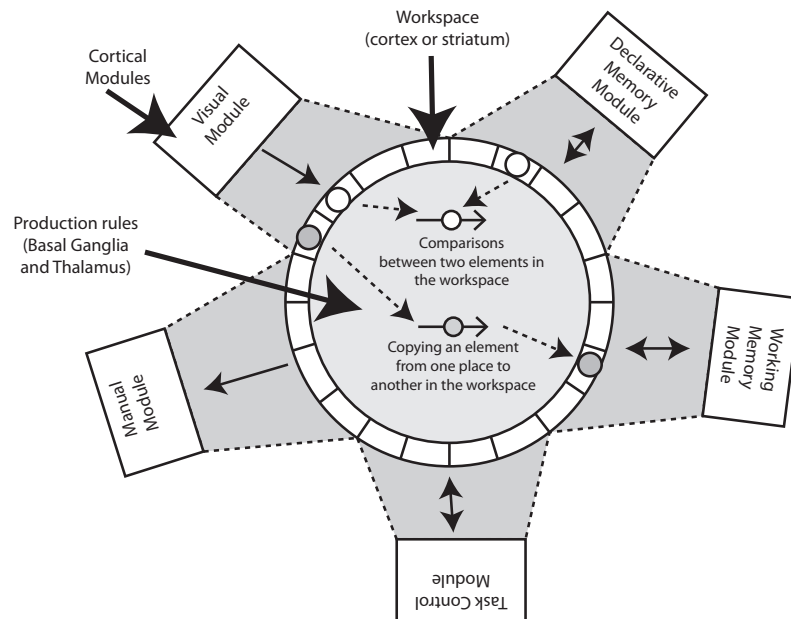 Workspace
(cortex or striatum)
Cortical
Modules
Visual
Module
Declarative
Memory
Module
Production rules
(Basal Ganglia
and Thalamus)
Comparisons
between two elements in
the workspace
Copying an element
from one place to
another in the workspace
Working
Memory
Module
Manual
Module
Task Control
Module